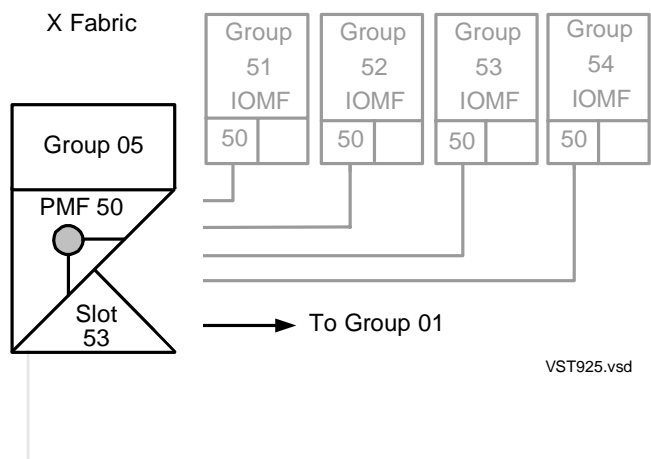 X Fabric
Group Group Group Group
51 52 53 54
IOMF IOMF IOMF IOMF
50 50 50 50
Group 05
PMF 50
Slot
53
To Group 01
VST925.vsd